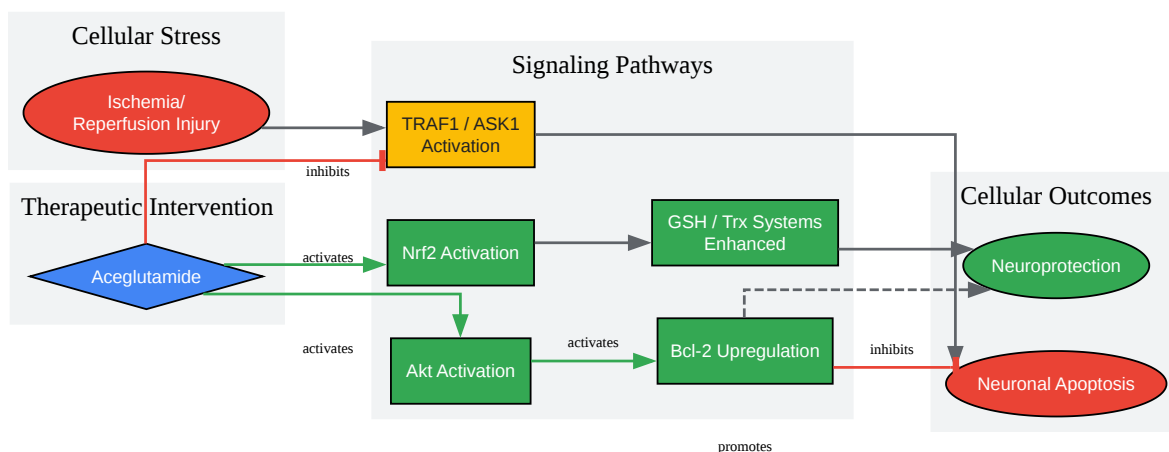 Cellular Stress
Ischemia/
Reperfusion Injury
Signaling Pathways
TRAF1 / ASK1
Activation
inhibits
Therapeutic Intervention
Aceglutamide
activates
Nrf2 Activation
GSH / Trx Systems
Enhanced
Cellular Outcomes
Neuroprotection
activates
Akt Activation
activates
Bcl-2 Upregulation
inhibits
Neuronal Apoptosis
promotes